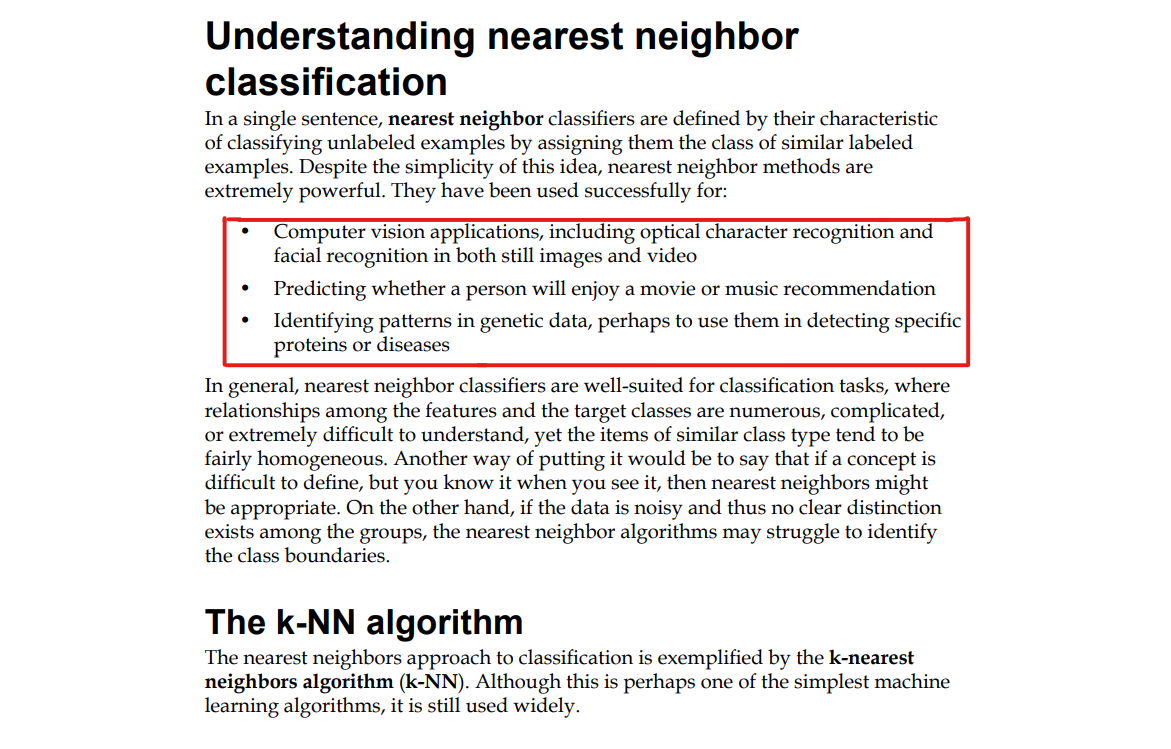 Understanding nearest neighbor
classification
In a single sentence, nearest neighbor classifiers are defined by their characteristic
of classifying unlabeled examples by assigning them the class of similar labeled
examples. Despite the simplicity of this idea, nearest neighbor methods are
extremely powerful. They have been used successfully for:
• Computer vision applications, including optical character recognition and
facial recognition in both still images and video
• Predicting whether a person will enjoy a movie or music recommendation
• Identifying patterns in genetic data, perhaps to use them in detecting specific
proteins or diseases
In general, nearest neighbor classifiers are well-suited for classification tasks, where
relationships among the features and the target classes are numerous, complicated,
or extremely difficult to understand, yet the items of similar class type tend to be
fairly homogeneous. Another way of putting it would be to say that if a concept is
difficult to define, but you know it when you see it, then nearest neighbors might
be appropriate. On the other hand, if the data is noisy and thus no clear distinction
exists among the groups, the nearest neighbor algorithms may struggle to identify
the class boundaries.
The k-NN algorithm
The nearest neighbors approach to classification is exemplified by the k-nearest
neighbors algorithm (k-NN). Although this is perhaps one of the simplest machine
learning algorithms, it is still used widely.